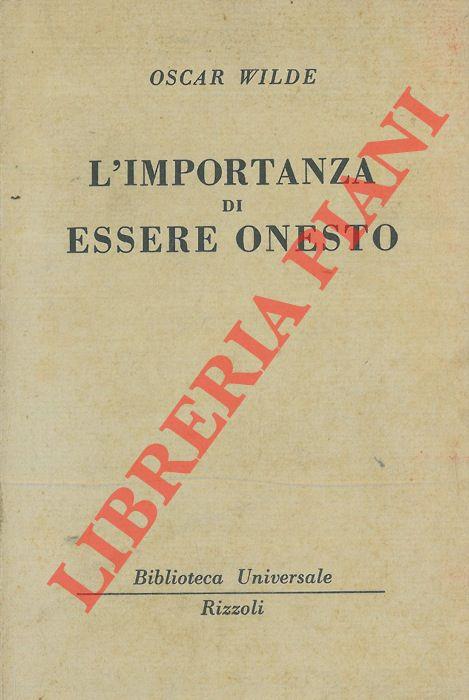 OSCAR WILDE
L'IMPORTANZA
DI
ESSERE ONESTO
LIBRERIA PIANI
Biblioteca Universale
Rizzoli